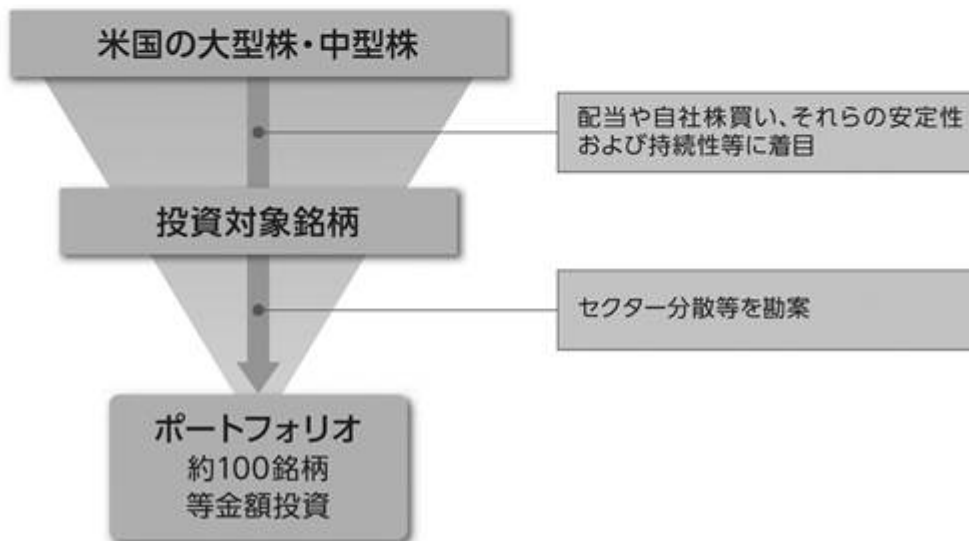 米国の大型株・中型株
配当や自社株買い、それらの安定性
および持続性等に着目
投資対象銘柄
セクター分散等を勘案
ポートフォリオ
約100銘柄
等金額投資